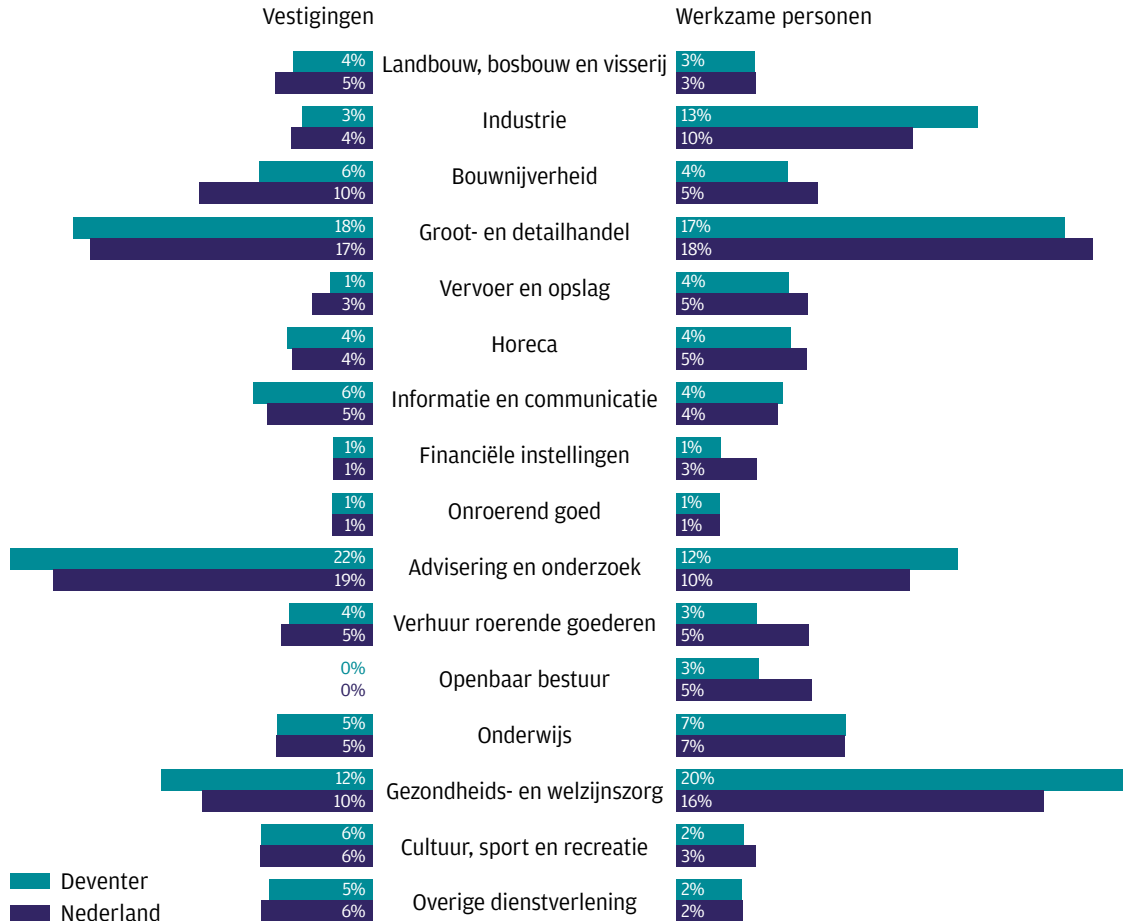 Vestigingen Werkzame personen
4% Landbouw, bosbouw en visserij 3%
5% 3%
3% Industrie 13%
4% 10%
6% Bouwnijverheid 4%
10% 5%
18% Groot- en detailhandel 17%
17% 18%
1% Vervoer en opslag 4%
3% 5%
4% Horeca 4%
4% 5%
6% Informatie en communicatie 4%
5% 4%
1% Financiële instellingen 1%
1% 3%
1% Onroerend goed 1%
1% 1%
22% Advisering en onderzoek 12%
19% 10%
4% Verhuur roerende goederen 3%
5% 5%
0% Openbaar bestuur 3%
0% 5%
5% Onderwijs 7%
5% 7%
12% Gezondheids- en welzijnszorg 20%
10% 16%
6% Cultuur, sport en recreatie 2%
6% 3%
5% Overige dienstverlening 2%
6% 2%
Deventer
Nederland